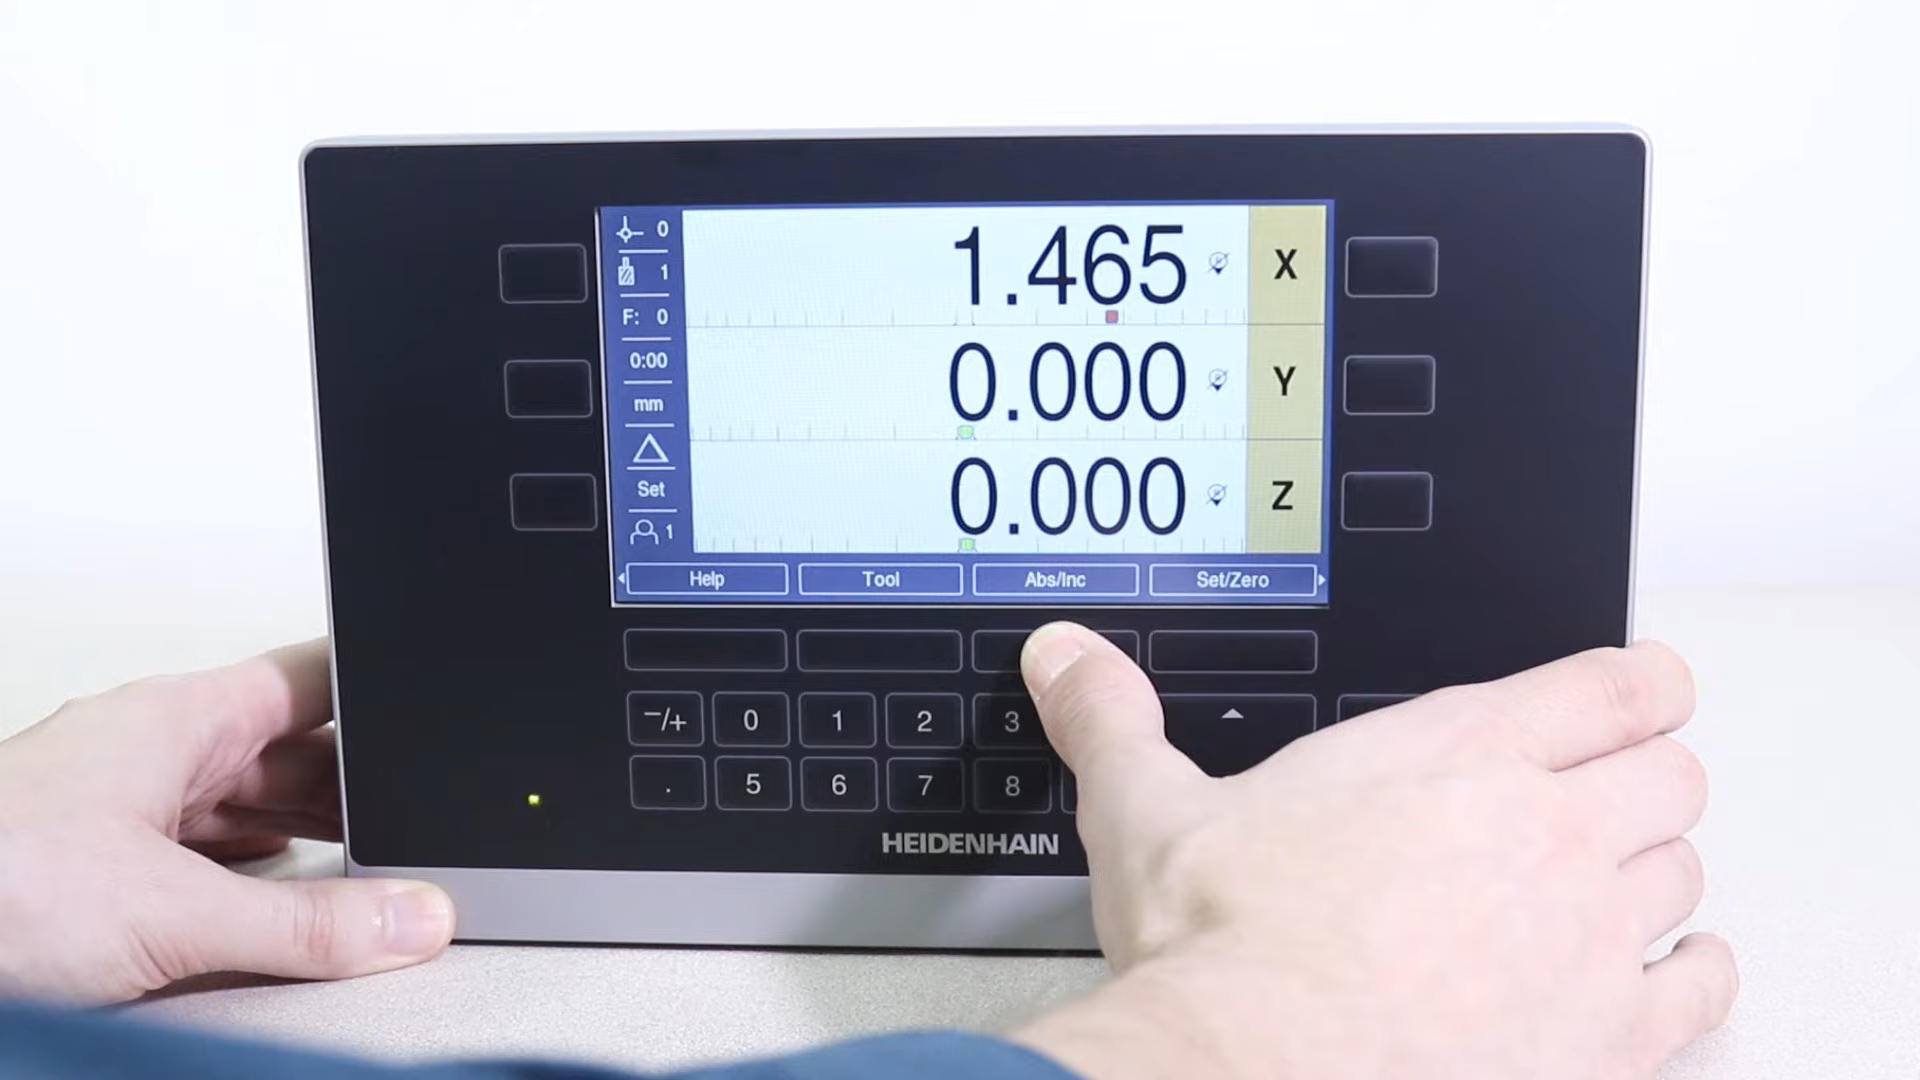 0
1
F: 0
0:00
mm
Set
1
1.465 X
0.000 Y
0.000 Z
Help Tool Abs/Inc Set/Zero
−/+ 0 1 2 3
. 5 6 7 8
HEIDENHAIN